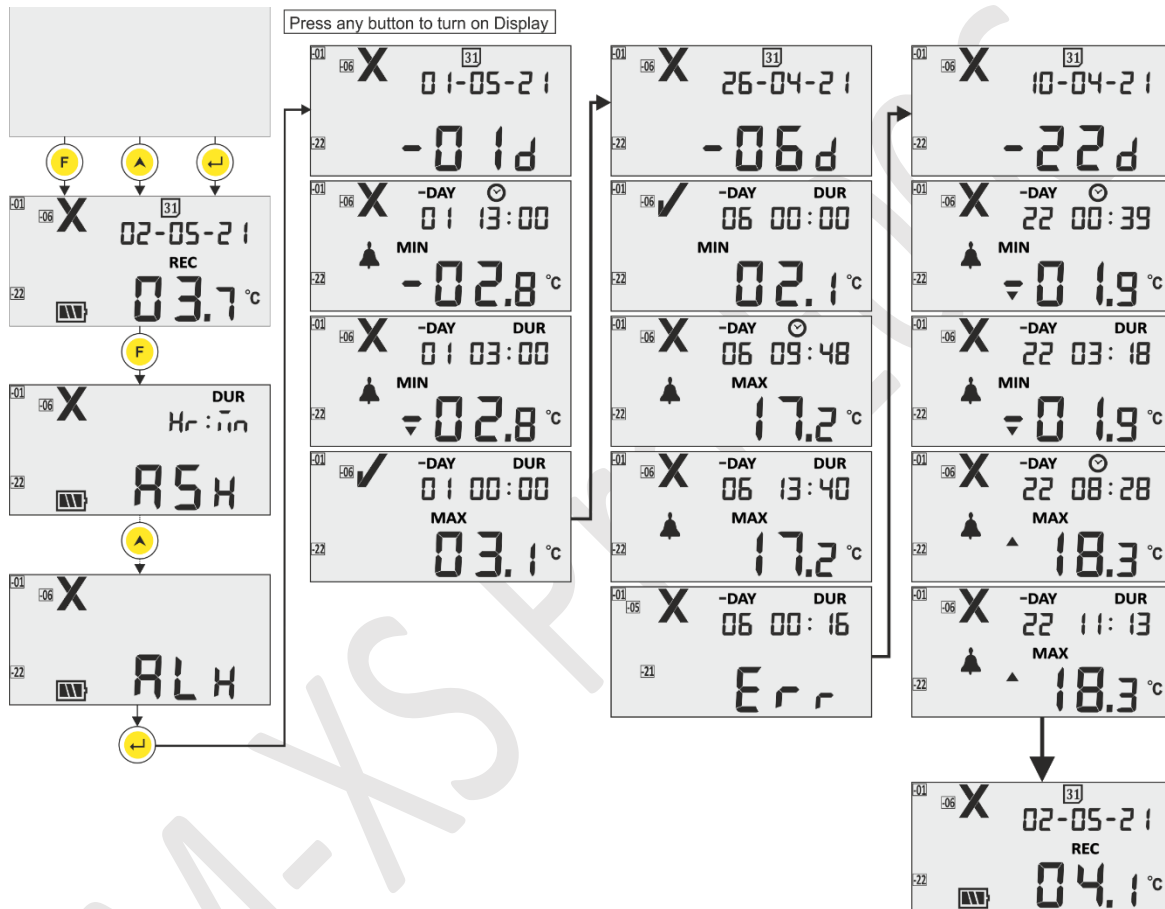 Press any button to turn on Display
F
-01
-06 X 31
02-05-21
REC
-22
03.7 °C
F
-01
-06 X DUR
Hr:min
-22
ASH
-01
-06 X
-22
ALH
-01
-06 X 31
01-05-21
-22
-01d
-01
-06 X -DAY
01 13:00
MIN
-22
-02.8 °C
-01
-06 X -DAY DUR
01 03:00
MIN
-22
-02.8 °C
-01
-06 -DAY DUR
01 00:00
MAX
-22
03.1 °C
-01
-06 X 31
26-04-21
-22
-06d
-01
-06 -DAY DUR
06 00:00
MIN
-22
02.1 °C
-01
-06 X -DAY
06 09:48
MAX
-22
17.2 °C
-01
-06 X -DAY DUR
06 13:40
MAX
-22
17.2 °C
-01
-05 X -DAY DUR
06 00:16
-21
Err
-01
-06 X 31
10-04-21
-22
-22d
-01
-06 X -DAY
22 00:39
MIN
-22
-01.9 °C
-01
-06 X -DAY DUR
22 03:18
MIN
-22
-01.9 °C
-01
-06 X -DAY
22 08:28
MAX
-22
18.3 °C
-01
-06 X -DAY DUR
22 11:13
MAX
-22
18.3 °C
-01
-06 X 31
02-05-21
REC
-22
04.1 °C
M-XS